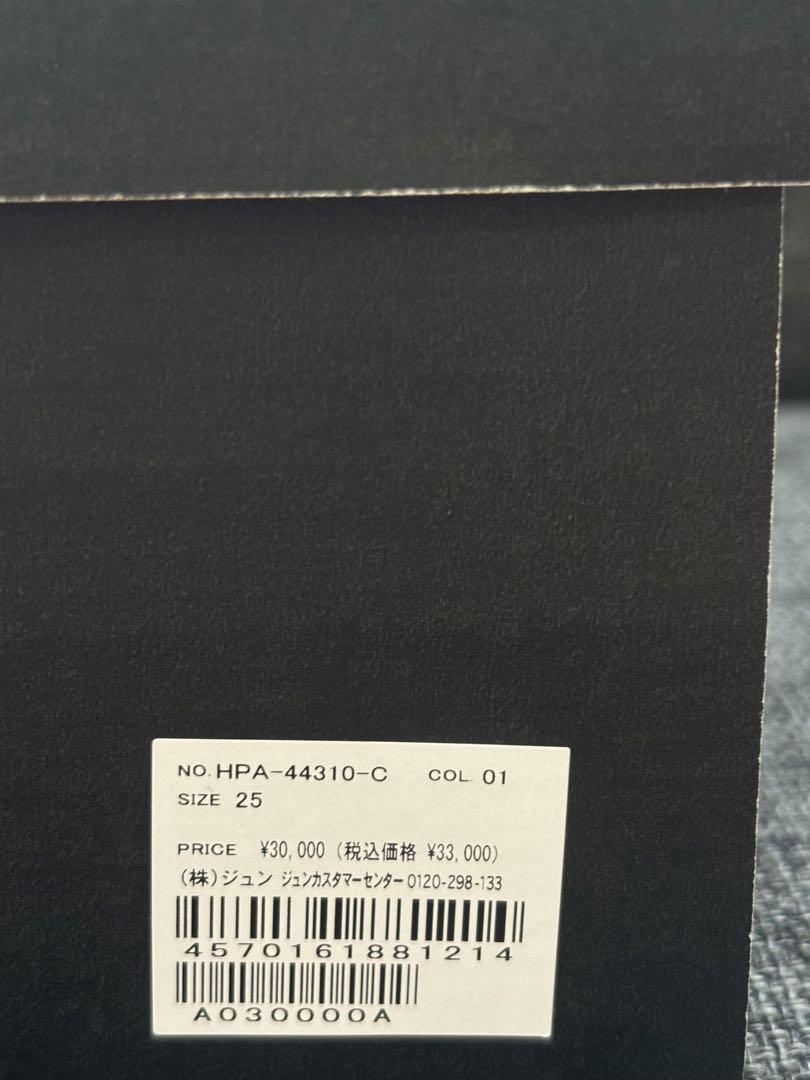 NO. HPA-44310-C COL. 01
SIZE 25
PRICE ¥30,000 (税込価格 ¥33,000)
(株)ジュン ジュンカスタマーセンター 0120-298-133
4570161881214
A030000A